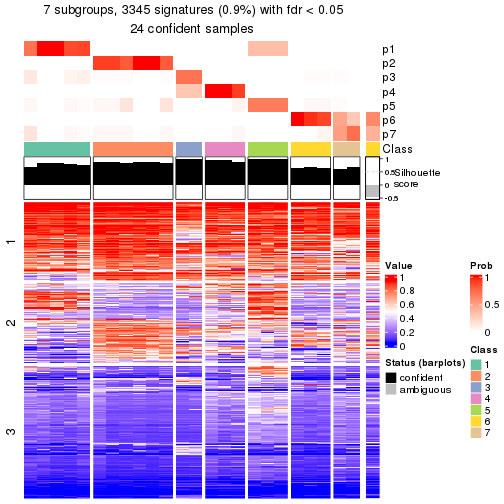 7 subgroups, 3345 signatures (0.9%) with fdr < 0.05
24 confident samples
p1
p2
p3
p4
p5
p6
p7
Class
1
0.5
0
-0.5
Silhouette
score
1
2
3
Value
1
0.8
0.6
0.4
0.2
0
Prob
1
0.5
0
Status (barplots)
confident
ambiguous
Class
1
2
3
4
5
6
7